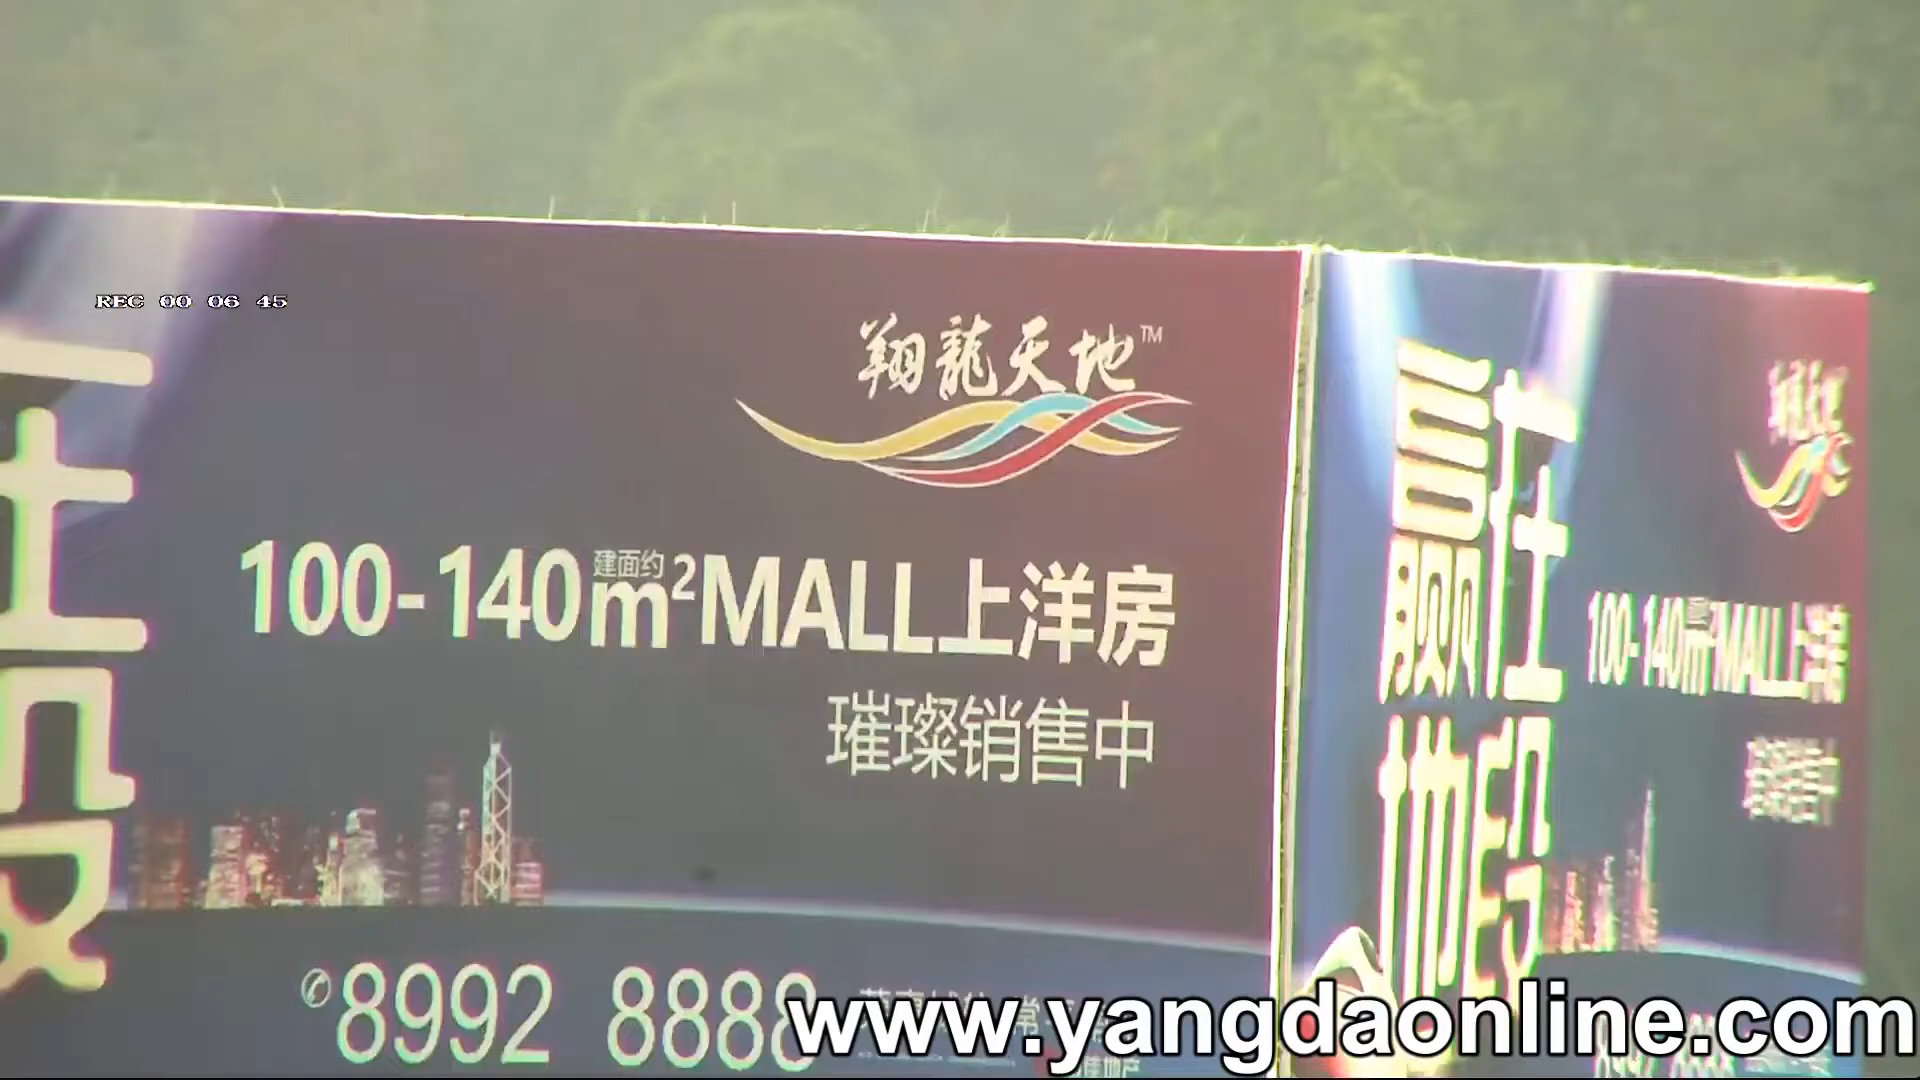 REC 00 06 45
翔龍天地™
建面约
100-140m²MALL上洋房
璀璨销售中
8992 8888
赢在
地段
100-140m²MALL上洋房
www.yangdaonline.com